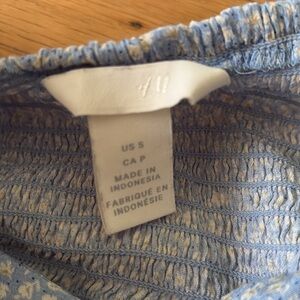 US S
CA P
MADE IN
INDONESIA
FABRIQUÉ EN
INDONÉSIE